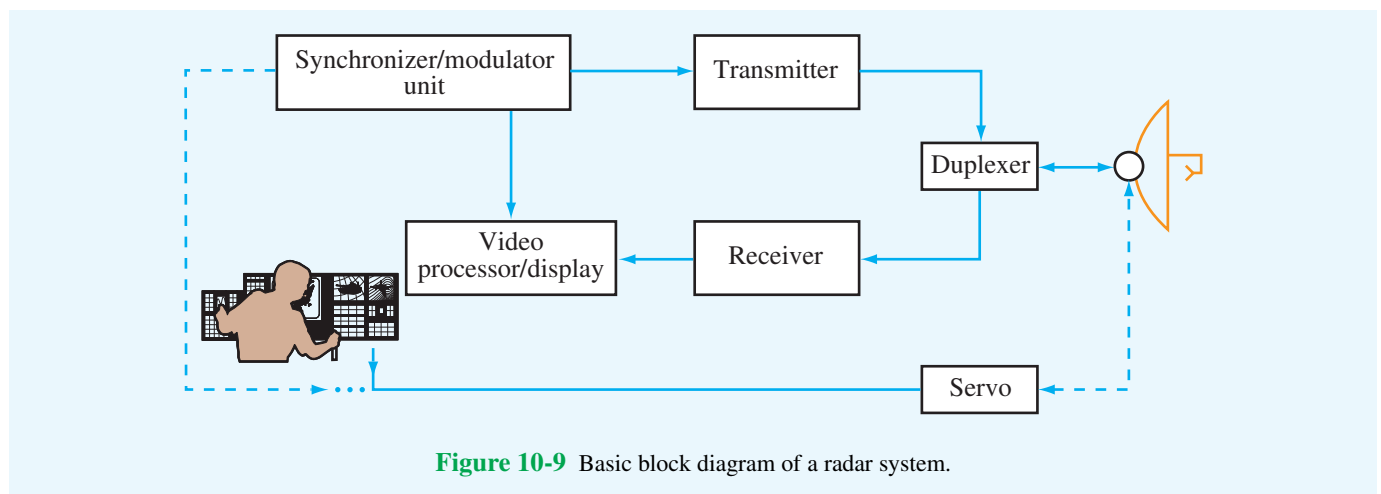 Synchronizer/modulator
unit
Transmitter
Duplexer
Video
processor/display
Receiver
Servo
Figure 10-9 Basic block diagram of a radar system.